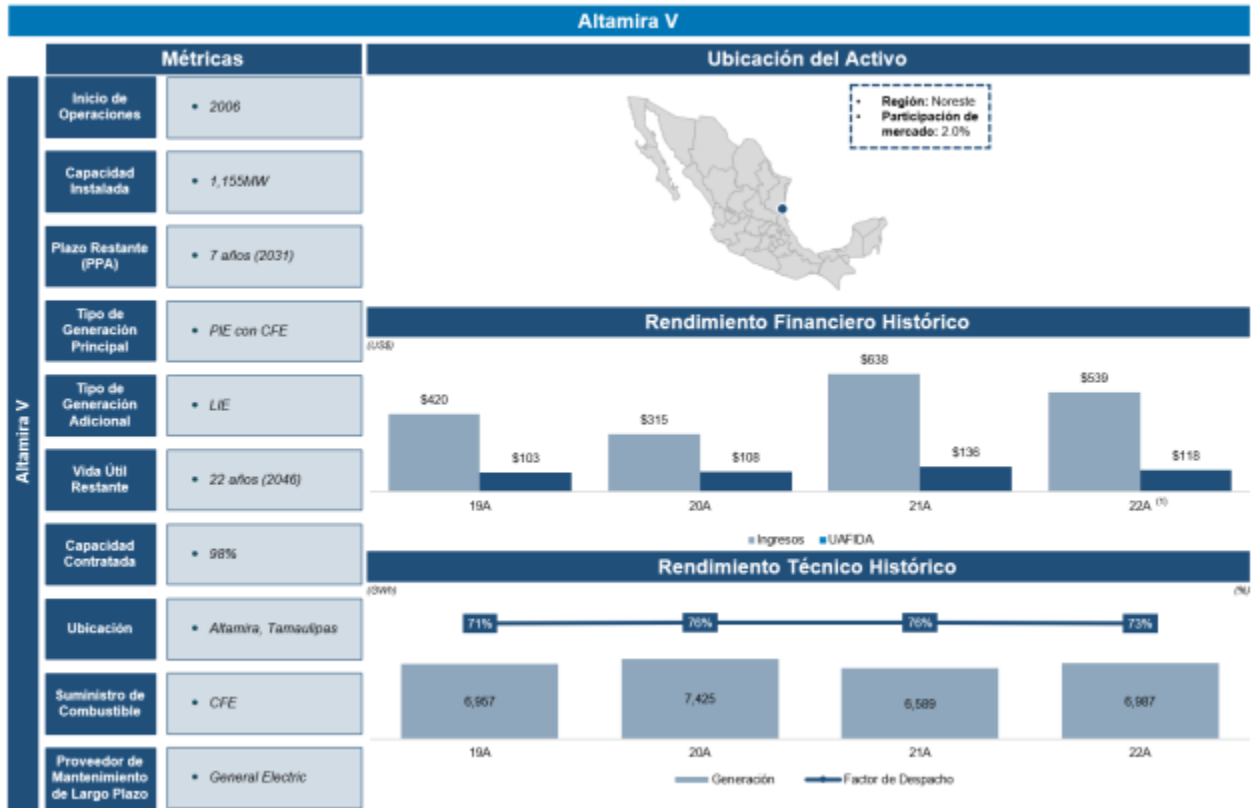 Altamira V
Métricas
Altamira V
Inicio de
Operaciones
• 2006
Capacidad
Instalada
• 1,155MW
Plazo Restante
(PPA)
• 7 años (2031)
Tipo de
Generación
Principal
• PIE con CFE
Tipo de
Generación
Adicional
• LIE
Vida Útil
Restante
• 22 años (2046)
Capacidad
Contratada
• 98%
Ubicación
• Altamira, Tamaulipas
Suministro de
Combustible
• CFE
Proveedor de
Mantenimiento
de Largo Plazo
• General Electric
Ubicación del Activo
• Región: Noreste
• Participación de
mercado: 2.0%
Rendimiento Financiero Histórico
(US$)
$420
$103
$315
$108
$638
$136
$539
$118
19A
20A
21A
22A (1)
Ingresos
UAFIDA
Rendimiento Técnico Histórico
(GWh)
(%)
71%
76%
76%
73%
6,957
7,425
6,589
6,987
19A
20A
21A
22A
Generación
Factor de Despacho